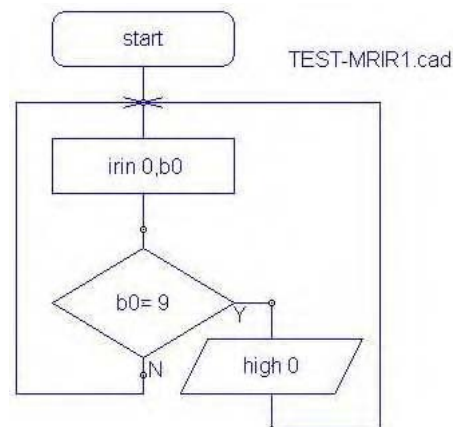 start
TEST-MRIR1.cad
irin 0,b0
b0= 9
Y
N
high 0